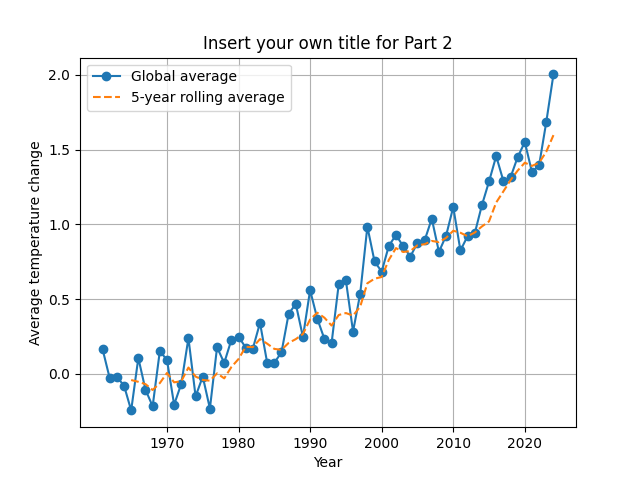 Insert your own title for Part 2
Global average
5-year rolling average
Average temperature change
2.0
1.5
1.0
0.5
0.0
1970 1980 1990 2000 2010 2020
Year